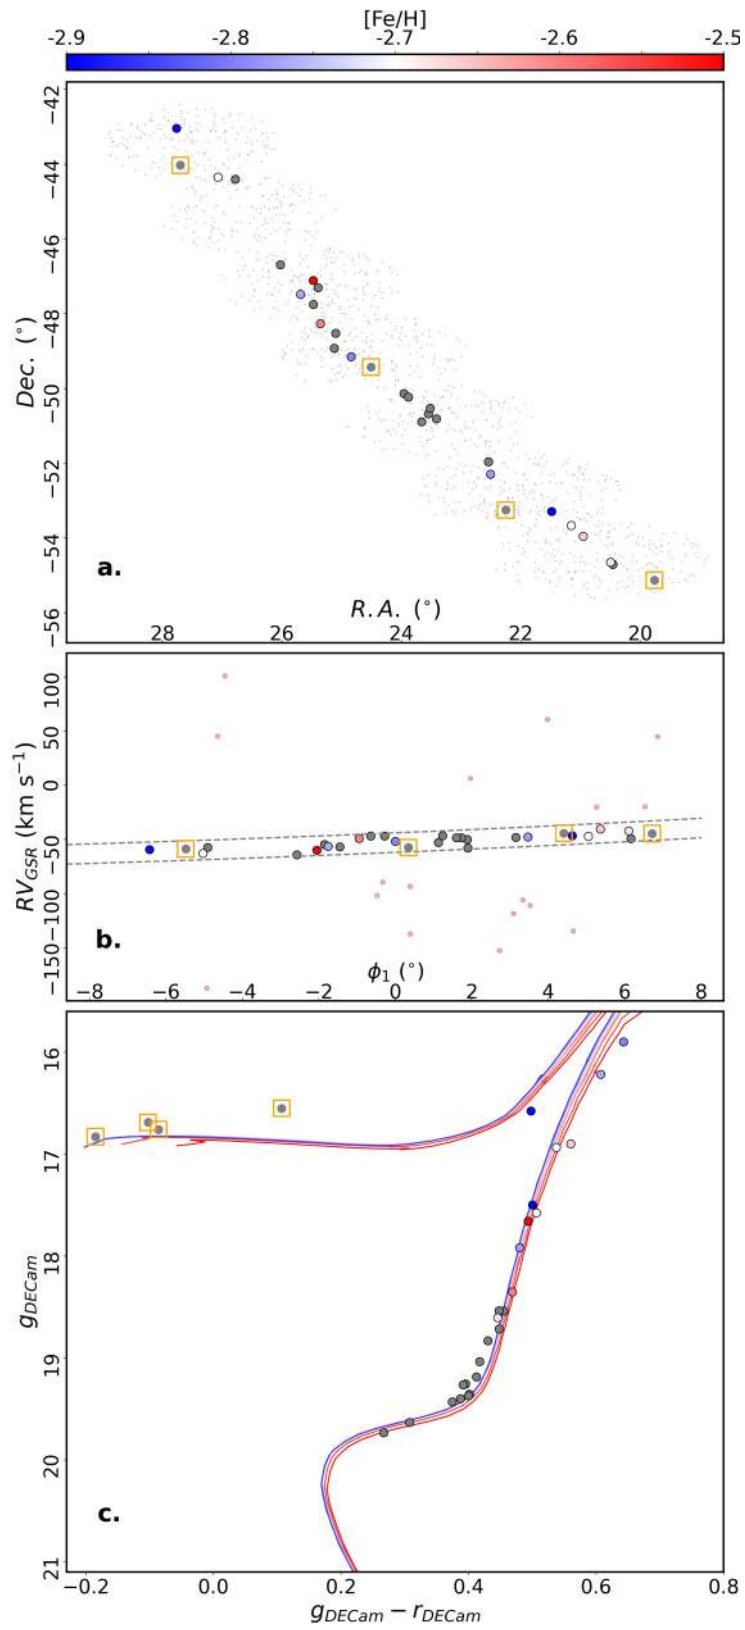 [Fe/H]
-2.9 -2.8 -2.7 -2.6 -2.5
−42
−44
−46
−48
−50
−52
−54
−56
Dec. (°)
a.
R.A. (°)
28 26 24 22 20
100
50
0
−50
−100
−150
RV_GSR (km s⁻¹)
b.
ϕ₁ (°)
−8 −6 −4 −2 0 2 4 6 8
16
17
18
19
20
21
g_DECam
c.
−0.2 0.0 0.2 0.4 0.6 0.8
g_DECam − r_DECam